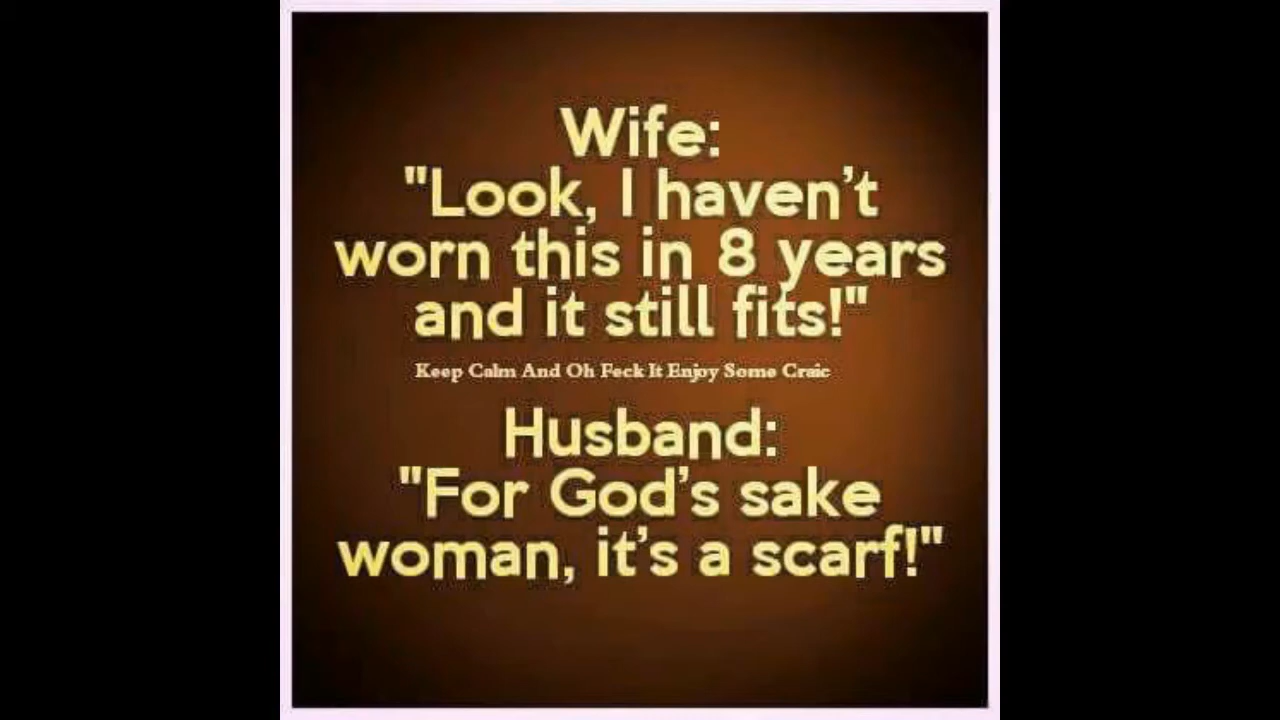 Wife:
"Look, I haven't
worn this in 8 years
and it still fits!"
Keep Calm And Oh Feck It Enjoy Some Craic
Husband:
"For God's sake
woman, it's a scarf!"